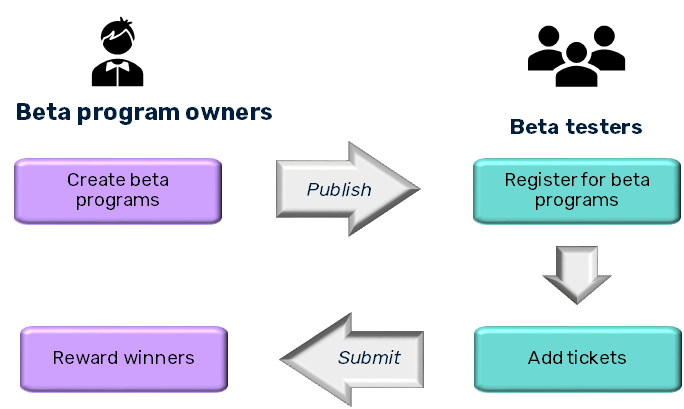 Beta program owners
Beta testers
Create beta
programs
Publish
Register for beta
programs
Reward winners
Submit
Add tickets